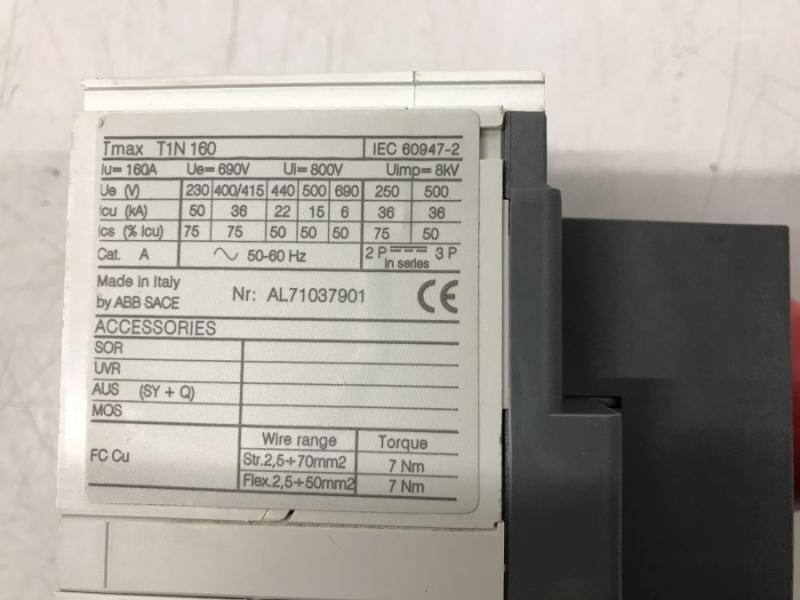 Tmax T1N 160 IEC 60947-2
Iu= 160A Ue= 690V Ui= 800V Uimp= 8kV
Ue (V) 230 400/415 440 500 690 250 500
Icu (kA) 50 36 22 15 6 36 36
Ics (% Icu) 75 75 50 50 50 75 50
Cat. A 50-60 Hz 2 P 3 P
in series
Made in Italy
by ABB SACE Nr: AL71037901 CE
ACCESSORIES
SOR
UVR
AUS (SY + Q)
MOS
Wire range Torque
FC Cu Str.2,5÷70mm2 7 Nm
Flex.2,5÷50mm2 7 Nm